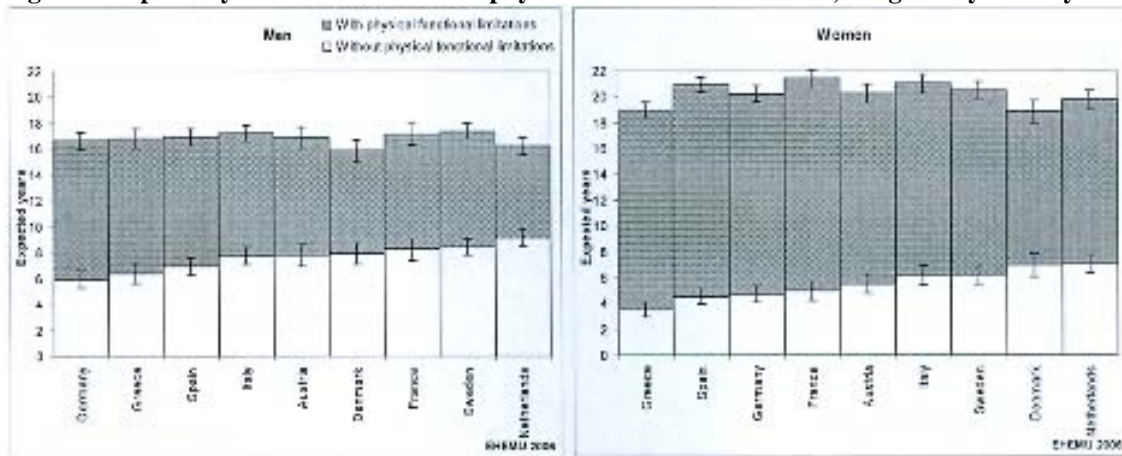 Men
With physical functional limitations
Without physical functional limitations
Expected years
22
20
18
16
14
12
10
8
6
4
2
0
Germany
Greece
Spain
Italy
Austria
Denmark
France
Sweden
Netherlands
EHEMU 2006
Women
Expected years
22
20
18
16
14
12
10
8
6
4
2
0
Greece
Spain
Germany
France
Austria
Italy
Sweden
Denmark
Netherlands
EHEMU 2006